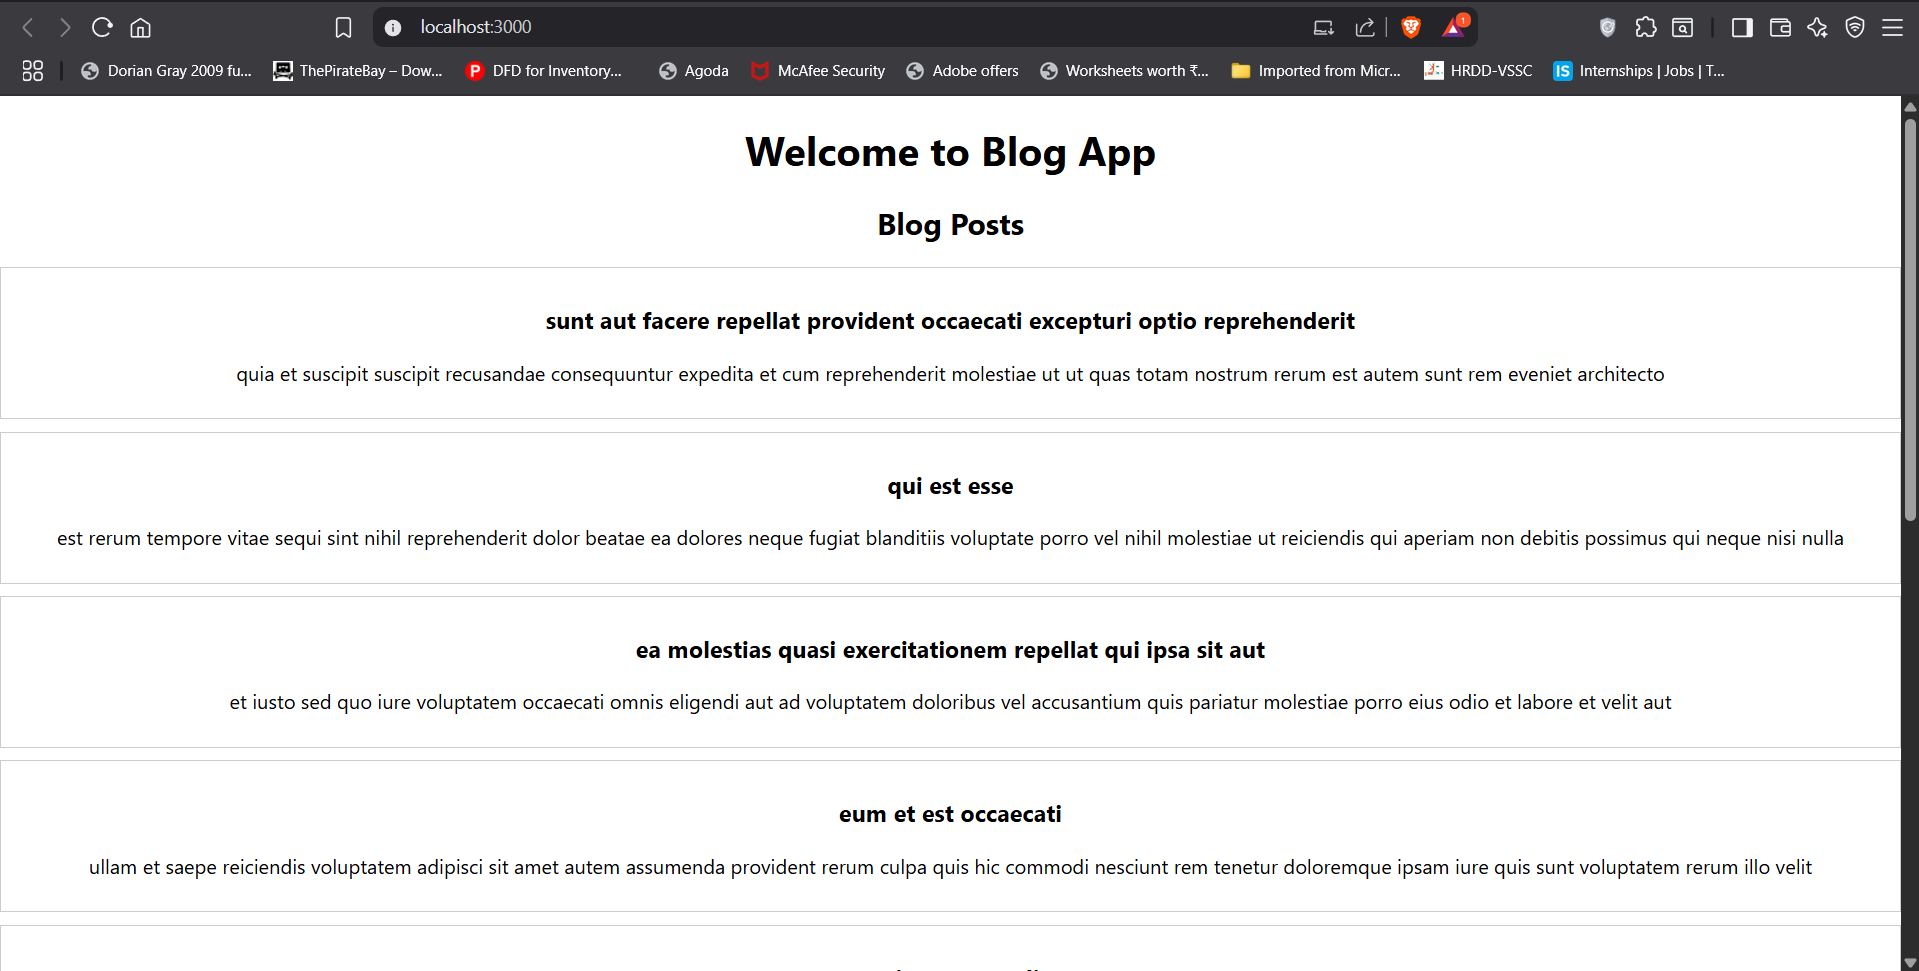 localhost:3000
1
Dorian Gray 2009 fu...
ThePirateBay – Dow...
P
DFD for Inventory...
Agoda
McAfee Security
Adobe offers
Worksheets worth ₹...
Imported from Micr...
HRDD-VSSC
IS
Internships | Jobs | T...
Welcome to Blog App
Blog Posts
sunt aut facere repellat provident occaecati excepturi optio reprehenderit
quia et suscipit suscipit recusandae consequuntur expedita et cum reprehenderit molestiae ut ut quas totam nostrum rerum est autem sunt rem eveniet architecto
qui est esse
est rerum tempore vitae sequi sint nihil reprehenderit dolor beatae ea dolores neque fugiat blanditiis voluptate porro vel nihil molestiae ut reiciendis qui aperiam non debitis possimus qui neque nisi nulla
ea molestias quasi exercitationem repellat qui ipsa sit aut
et iusto sed quo iure voluptatem occaecati omnis eligendi aut ad voluptatem doloribus vel accusantium quis pariatur molestiae porro eius odio et labore et velit aut
eum et est occaecati
ullam et saepe reiciendis voluptatem adipisci sit amet autem assumenda provident rerum culpa quis hic commodi nesciunt rem tenetur doloremque ipsam iure quis sunt voluptatem rerum illo velit